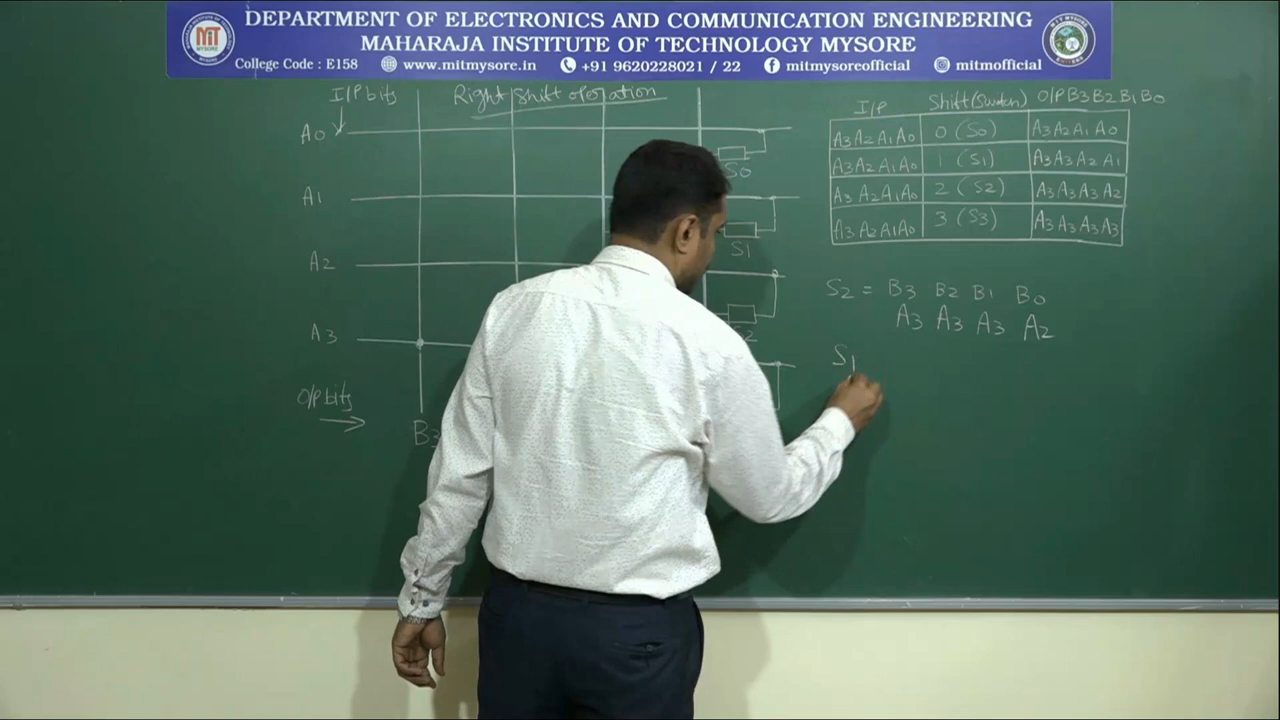 DEPARTMENT OF ELECTRONICS AND COMMUNICATION ENGINEERING
MAHARAJA INSTITUTE OF TECHNOLOGY MYSORE
College Code : E158 www.mitmysore.in +91 9620228021 / 22 mitmysoreofficial mitmofficial
MIT
MYSORE
I/P bits
Right shift operation
A0
A1
A2
A3
O/P bits
B3
S0
S1
2
I/P Shift (Switch) O/P B3 B2 B1 B0
A3 A2 A1 A0 0 (S0) A3 A2 A1 A0
A3 A2 A1 A0 1 (S1) A3 A3 A2 A1
A3 A2 A1 A0 2 (S2) A3 A3 A3 A2
A3 A2 A1 A0 3 (S3) A3 A3 A3 A3
S2 = B3 B2 B1 B0
A3 A3 A3 A2
S1